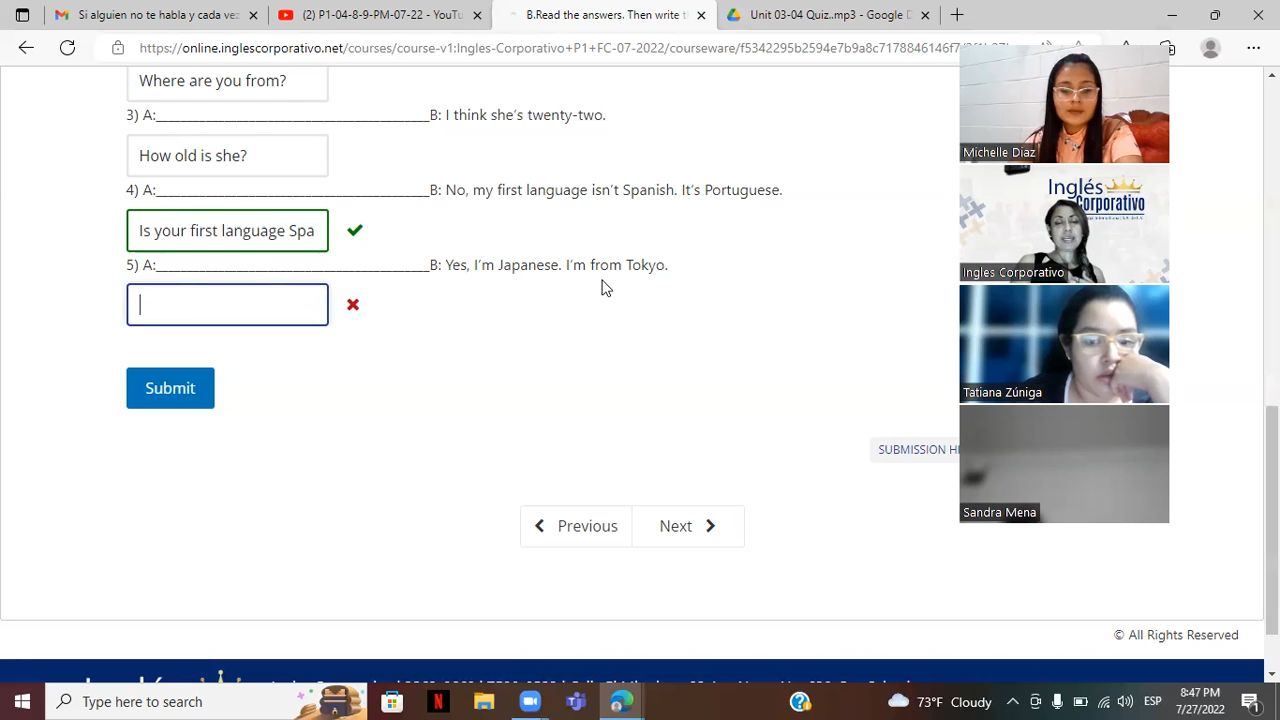 Si alguien no te habla y cada vez
(2) P1-04-8-9-PM-07-22 - YouTu
B.Read the answers. Then write t
Unit 03-04 Quiz.mp3 - Google D
https://online.inglescorporativo.net/courses/course-v1:Ingles-Corporativo+P1+FC-07-2022/courseware/f5342295b2594e7b9a8c7178846146f7
Where are you from?
3) A:________________________________B: I think she's twenty-two.
How old is she?
4) A:________________________________B: No, my first language isn't Spanish. It's Portuguese.
Is your first language Spa
5) A:________________________________B: Yes, I'm Japanese. I'm from Tokyo.
Submit
SUBMISSION HI
Previous
Next
© All Rights Reserved
Michelle Diaz
Inglés
Corporativo
Ingles Corporativo
Tatiana Zúniga
Sandra Mena
Type here to search
73°F Cloudy
ESP
8:47 PM
7/27/2022
1